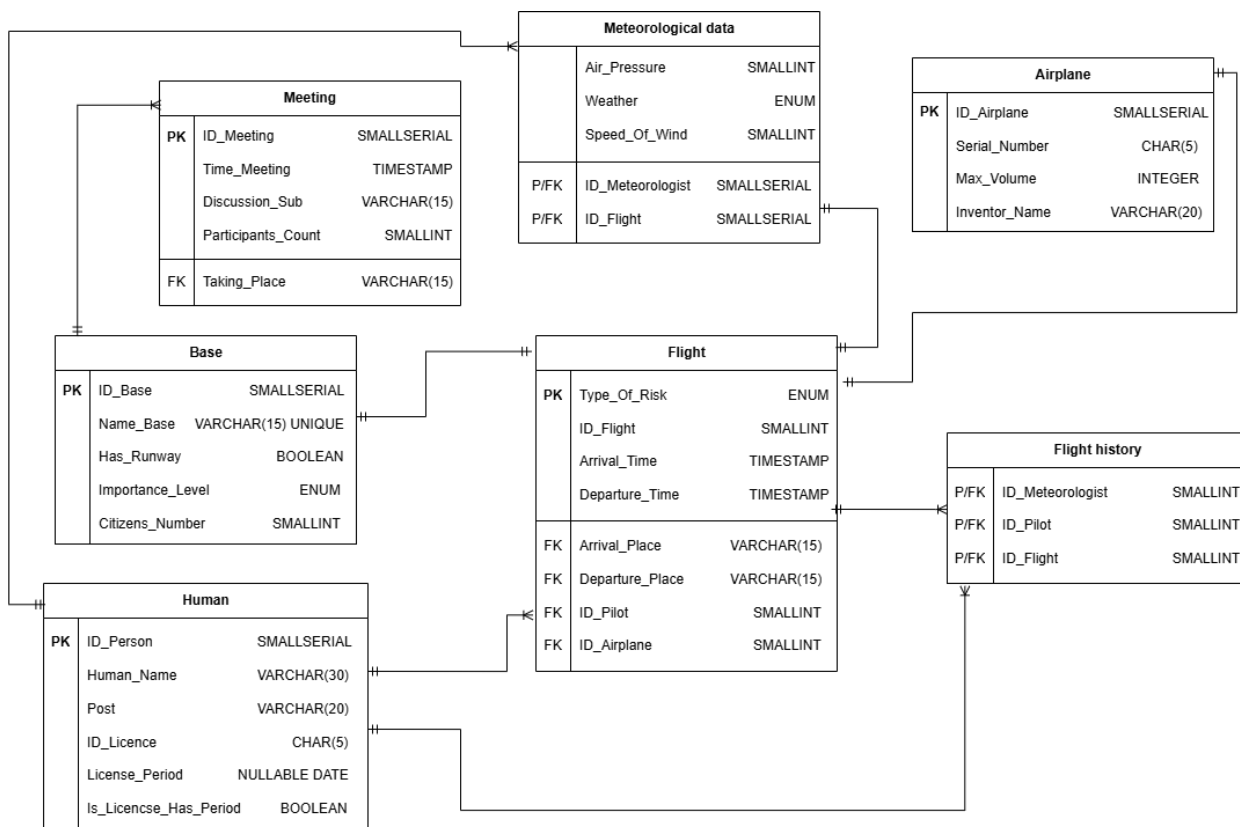 Meteorological data
Air_Pressure SMALLINT
Weather ENUM
Speed_Of_Wind SMALLINT
P/FK ID_Meteorologist SMALLSERIAL
P/FK ID_Flight SMALLSERIAL
Airplane
PK ID_Airplane SMALLSERIAL
Serial_Number CHAR(5)
Max_Volume INTEGER
Inventor_Name VARCHAR(20)
Meeting
PK ID_Meeting SMALLSERIAL
Time_Meeting TIMESTAMP
Discussion_Sub VARCHAR(15)
Participants_Count SMALLINT
FK Taking_Place VARCHAR(15)
Base
PK ID_Base SMALLSERIAL
Name_Base VARCHAR(15) UNIQUE
Has_Runway BOOLEAN
Importance_Level ENUM
Citizens_Number SMALLINT
Flight
PK Type_Of_Risk ENUM
ID_Flight SMALLINT
Arrival_Time TIMESTAMP
Departure_Time TIMESTAMP
FK Arrival_Place VARCHAR(15)
FK Departure_Place VARCHAR(15)
FK ID_Pilot SMALLINT
FK ID_Airplane SMALLINT
Flight history
P/FK ID_Meteorologist SMALLINT
P/FK ID_Pilot SMALLINT
P/FK ID_Flight SMALLINT
Human
PK ID_Person SMALLSERIAL
Human_Name VARCHAR(30)
Post VARCHAR(20)
ID_Licence CHAR(5)
License_Period NULLABLE DATE
Is_Licencse_Has_Period BOOLEAN